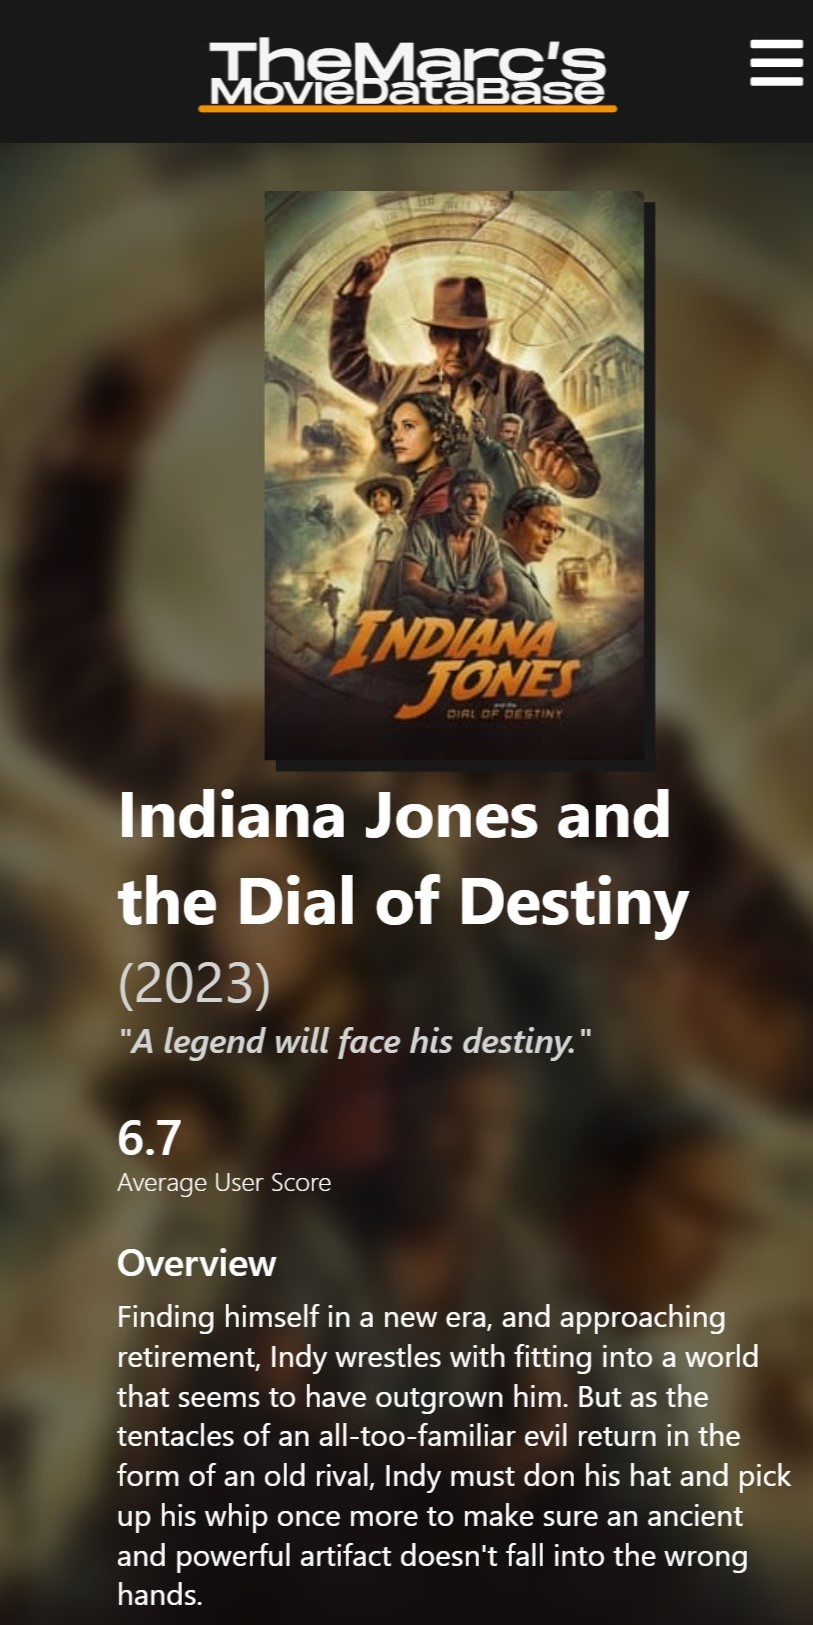 TheMarc's
MovieDataBase
INDIANA
JONES
and the
DIAL OF DESTINY
Indiana Jones and
the Dial of Destiny
(2023)
"A legend will face his destiny."
6.7
Average User Score
Overview
Finding himself in a new era, and approaching
retirement, Indy wrestles with fitting into a world
that seems to have outgrown him. But as the
tentacles of an all-too-familiar evil return in the
form of an old rival, Indy must don his hat and pick
up his whip once more to make sure an ancient
and powerful artifact doesn't fall into the wrong
hands.